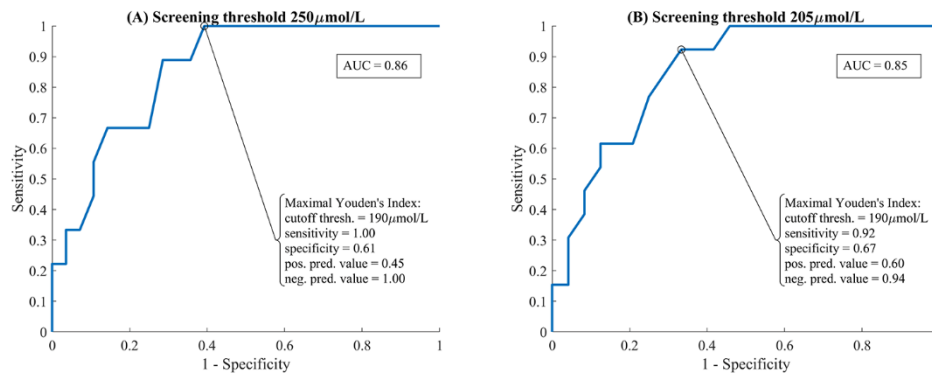 (A) Screening threshold 250μmol/L
1
0.9
0.8
0.7
0.6
0.5
0.4
0.3
0.2
0.1
0
Sensitivity
AUC = 0.86
Maximal Youden's Index:
cutoff thresh. = 190μmol/L
sensitivity = 1.00
specificity = 0.61
pos. pred. value = 0.45
neg. pred. value = 1.00
0
0.2
0.4
0.6
0.8
1
1 - Specificity
(B) Screening threshold 205μmol/L
1
0.9
0.8
0.7
0.6
0.5
0.4
0.3
0.2
0.1
0
Sensitivity
AUC = 0.85
Maximal Youden's Index:
cutoff thresh. = 190μmol/L
sensitivity = 0.92
specificity = 0.67
pos. pred. value = 0.60
neg. pred. value = 0.94
0
0.2
0.4
0.6
0.8
1 - Specificity